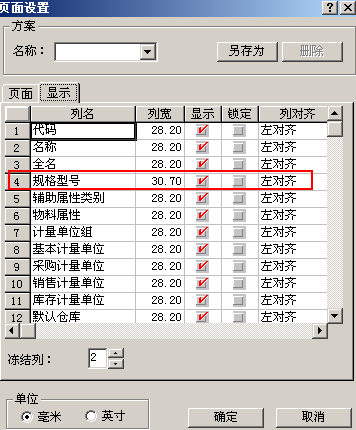 页面设置
方案
名称： 另存为 删除
页面 显示
列名 列宽 显示 锁定 列对齐
1 代码 28.20 左对齐
2 名称 28.20 左对齐
3 全名 28.20 左对齐
4 规格型号 30.70 左对齐
5 辅助属性类别 28.20 左对齐
6 物料属性 28.20 左对齐
7 计量单位组 28.20 左对齐
8 基本计量单位 28.20 左对齐
9 采购计量单位 28.20 左对齐
10 销售计量单位 28.20 左对齐
11 库存计量单位 28.20 左对齐
12 默认仓库 28.20 左对齐
冻结列： 2
单位
毫米 英寸 确定 取消